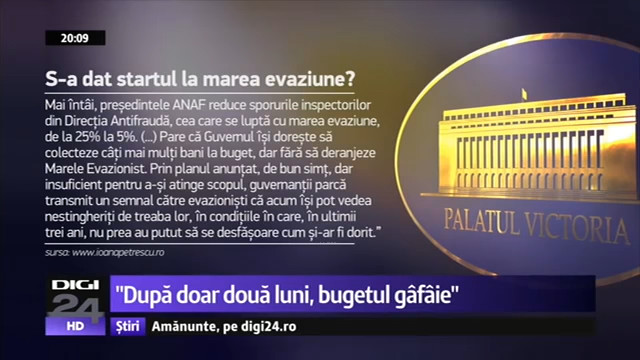 20:09
S-a dat startul la marea evaziune?
Mai întâi, președintele ANAF reduce sporurile inspectorilor
din Direcția Antifraudă, cea care se luptă cu marea evaziune,
de la 25% la 5%. (...) Pare că Guvernul își dorește să
colecteze câți mai mulți bani la buget, dar fără să deranjeze
Marele Evazionist. Prin planul anunțat, de bun simț, dar
insuficient pentru a-și atinge scopul, guvernanții parcă
transmit un semnal către evazioniști că acum își pot vedea
nestingheriți de treaba lor, în condițiile în care, în ultimii
trei ani, nu prea au putut să se desfășoare cum și-ar fi dorit.”
sursa: www.ioanapetrescu.ro
PALATUL VICTORIA
DIGI
24
HD
"După doar două luni, bugetul gâfâie"
Știri
Amănunte, pe digi24.ro